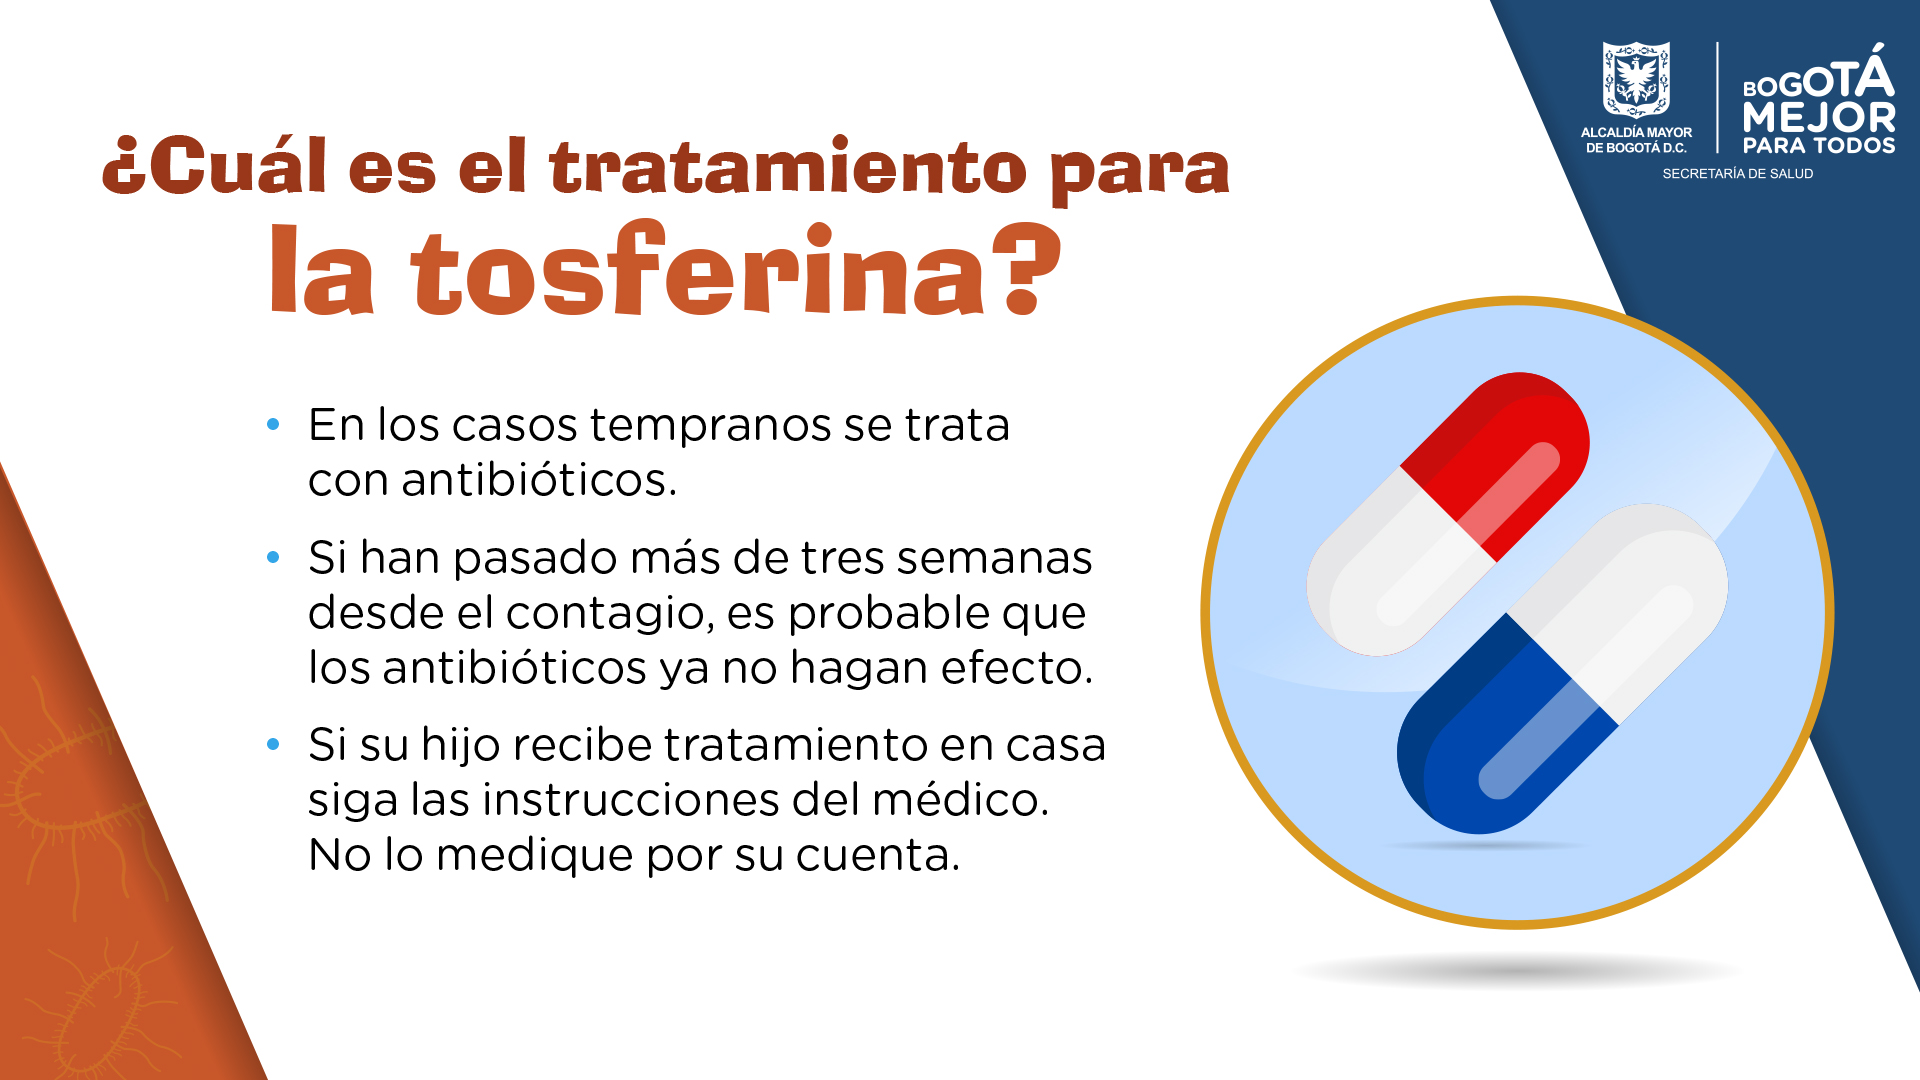 ¿Cuál es el tratamiento para
la tosferina?
• En los casos tempranos se trata
con antibióticos.
• Si han pasado más de tres semanas
desde el contagio, es probable que
los antibióticos ya no hagan efecto.
• Si su hijo recibe tratamiento en casa
siga las instrucciones del médico.
No lo medique por su cuenta.
ALCALDÍA MAYOR
DE BOGOTÁ D.C.
BOGOTÁ
MEJOR
PARA TODOS
SECRETARÍA DE SALUD